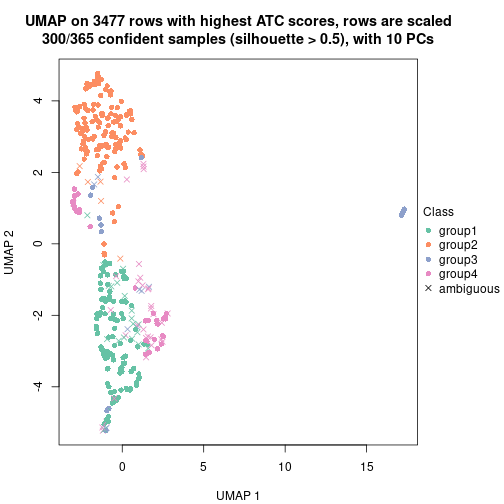 UMAP on 3477 rows with highest ATC scores, rows are scaled
300/365 confident samples (silhouette > 0.5), with 10 PCs
4
2
0
-2
-4
UMAP 2
0
5
10
15
UMAP 1
Class
group1
group2
group3
group4
ambiguous